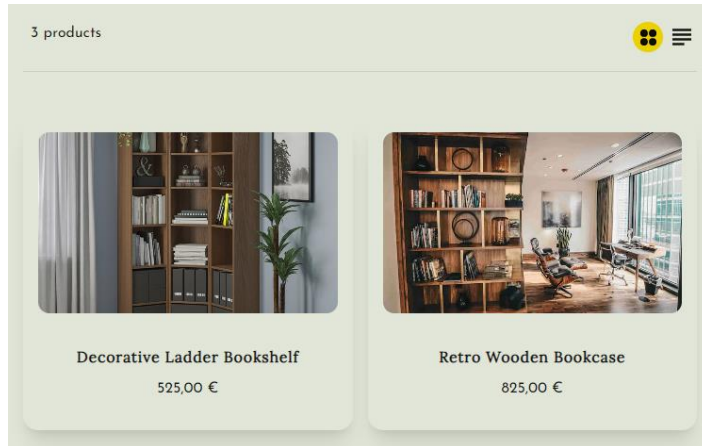 3 products
&
Decorative Ladder Bookshelf
525,00 €
Retro Wooden Bookcase
825,00 €